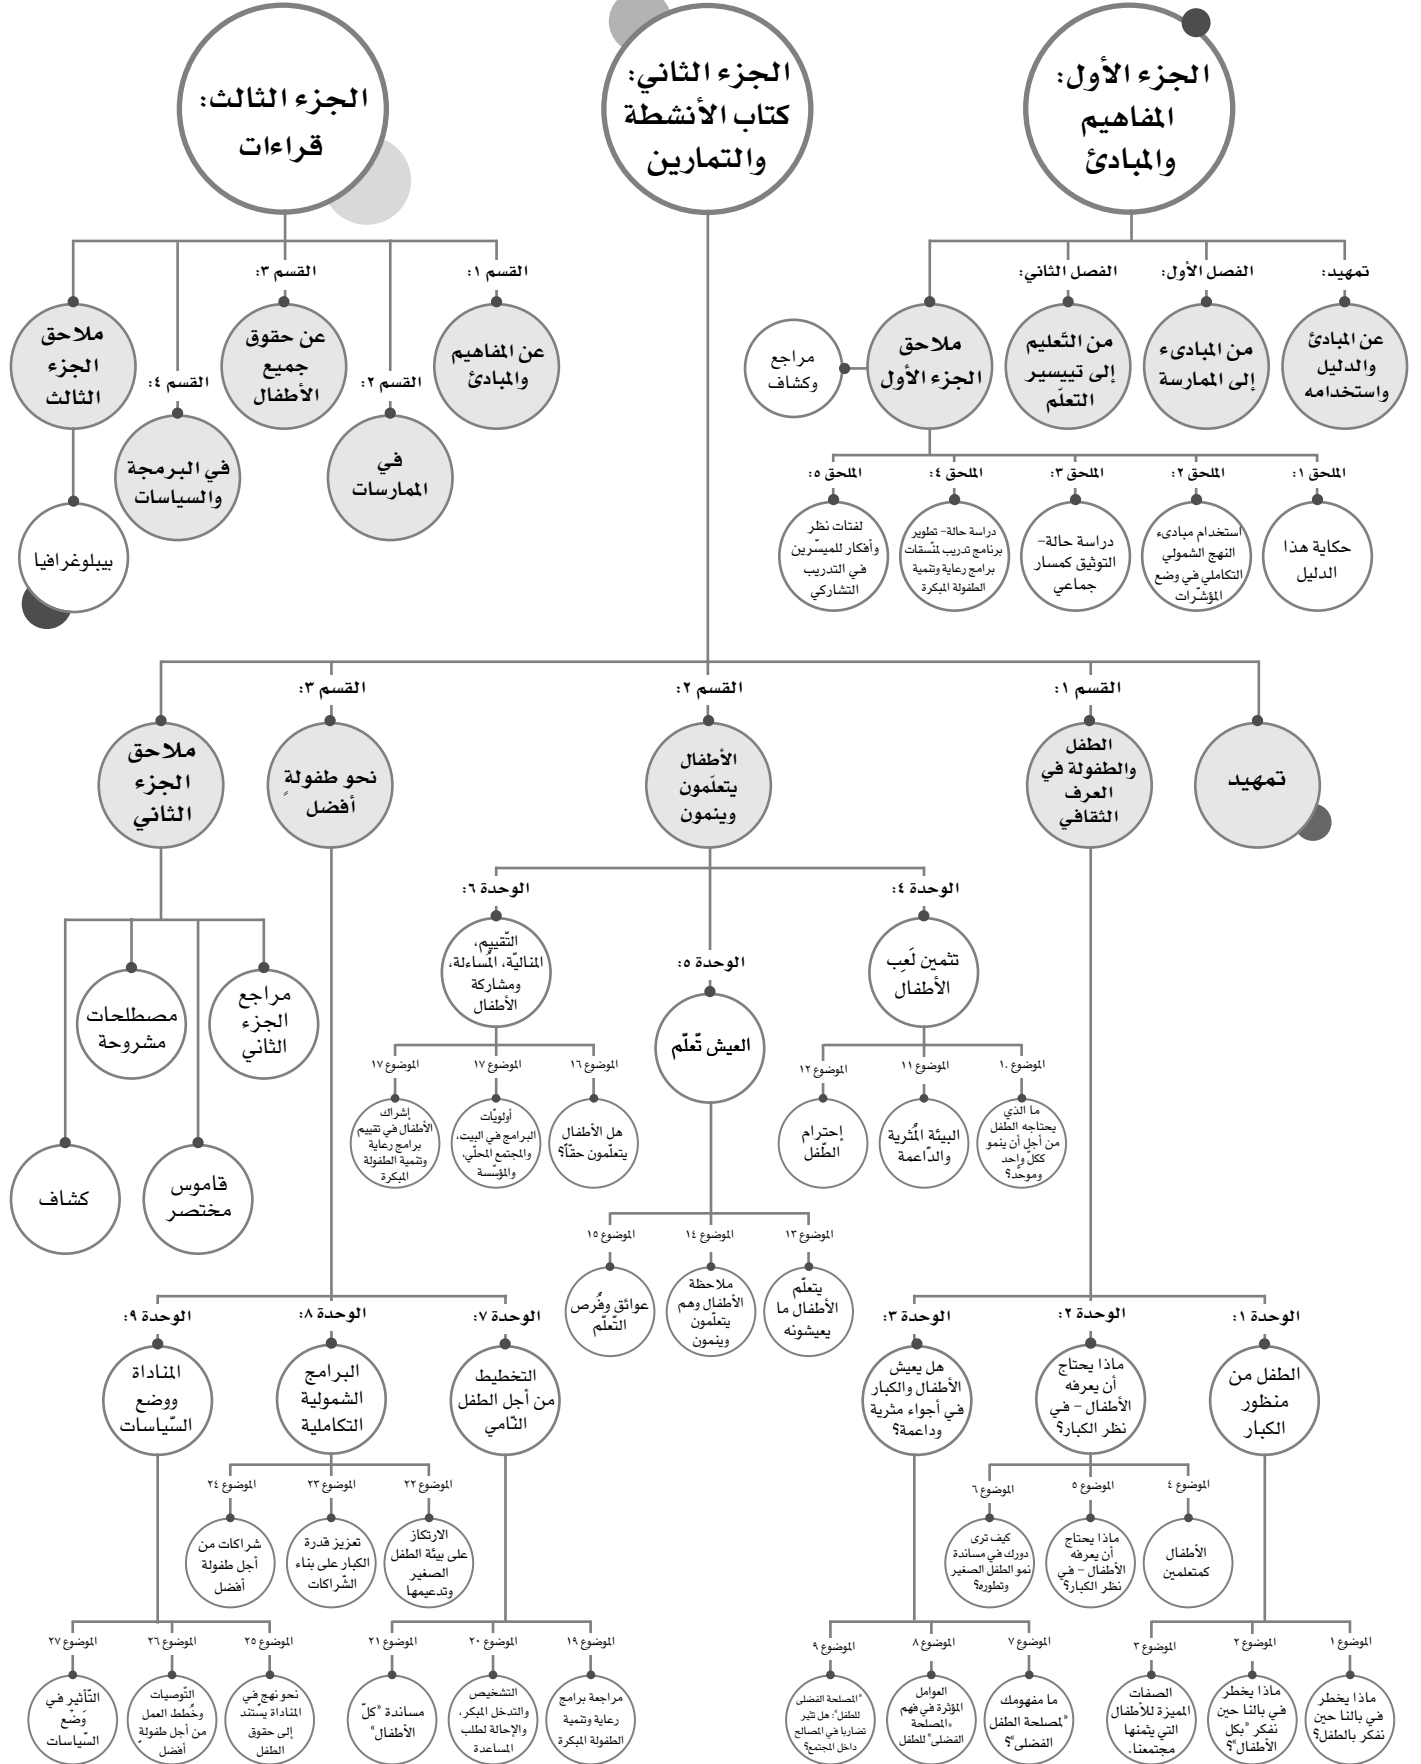 الجزء الأول:
المفاهيم
والمبادئ
الجزء الثاني:
كتاب الأنشطة
والتمارين
الجزء الثالث:
قراءات
تمهيد:
عن المبادئ
والدليل
واستخدامه
الفصل الأول:
من المبادىء
إلى الممارسة
الفصل الثاني:
من التّعليم
إلى تييسير
التعلّم
ملاحق
الجزء الأول
مراجع
وكشاف
الملحق ١:
حكاية هذا
الدليل
الملحق ٢:
استخدام مبادىء
النهج الشمولي
التكاملي في وضع
المؤشّرات
الملحق ٣:
دراسة حالة–
التوثيق كمسار
جماعي
الملحق ٤:
دراسة حالة– تطوير
برنامج تدريب لمنّسقات
برامج رعاية وتنمية
الطفولة المبكرة
الملحق ٥:
لفتات نظر
وأفكار للميسّرين
في التدريب
التشاركي
القسم ١:
عن المفاهيم
والمبادئ
القسم ٢:
في
الممارسات
القسم ٣:
عن حقوق
جميع
الأطفال
القسم ٤:
في البرمجة
والسياسات
ملاحق
الجزء
الثالث
بيبلوغرافيا
تمهيد
القسم ١:
الطفل
والطفولة في
العرف
الثقافي
القسم ٢:
الأطفال
يتعلّمون
وينمون
القسم ٣:
نحو طفولةٍ
أفضل
ملاحق
الجزء
الثاني
مراجع
الجزء
الثاني
مصطلحات
مشروحة
قاموس
مختصر
كشاف
الوحدة ٤:
تثمين لَعِب
الأطفال
الموضوع ١٠
ما الذي
يحتاجه الطفل
من أجل أن ينمو
ككلّ واحد
وموحّد؟
الموضوع ١١
البيئة المُثرية
والدّاعمة
الموضوع ١٢
إحترام
الطّفل
الوحدة ٥:
العيش تّعلّم
الموضوع ١٣
يتعلّم
الأطفال ما
يعيشونه
الموضوع ١٤
ملاحظة
الأطفال وهم
يتعلّمون
وينمون
الموضوع ١٥
عوائق وفُرص
التّعلّم
الوحدة ٦:
التّقييم،
المناليّة، المُساءلة،
ومشاركة
الأطفال
الموضوع ١٦
هل الأطفال
يتعلّمون حقّاً؟
الموضوع ١٧
أولويّات
البرامج في البيت،
والمجتمع المحلّي،
والمؤسّسة
الموضوع ١٧
إشراك
الأطفال في تقييم
برامج رعاية
وتنمية الطفولة
المبكرة
الوحدة ١:
الطفل من
منظور
الكبار
الوحدة ٢:
ماذا يحتاج
أن يعرفه
الأطفال – في
نظر الكبار؟
الوحدة ٣:
هل يعيش
الأطفال والكبار
في أجواء مثرية
وداعمة؟
الموضوع ٤
الأطفال
كمتعلمين
الموضوع ٥
ماذا يحتاج
أن يعرفه
الأطفال – في
نظر الكبار؟
الموضوع ٦
كيف ترى
دورك في مساندة
نمو الطفل الصغير
وتطوره؟
الموضوع ١
ماذا يخطر
في بالنا حين
نفكر بالطفل؟
الموضوع ٢
ماذا يخطر
في بالنا حين
نفكر "بكل
الأطفال"؟
الموضوع ٣
الصفات
المميزة للأطفال
التي يثمنها
مجتمعنا.
الموضوع ٧
ما مفهومك
"لمصلحة الطفل
الفضلى"؟
الموضوع ٨
العوامل
المؤثرة في فهم
"المصلحة
الفضلى" للطفل
الموضوع ٩
"المصلحة الفضلى
للطفل": هل تثير
تضاربا في المصالح
داخل المجتمع؟
الوحدة ٧:
التخطيط
من أجل الطفل
النّامي
الوحدة ٨:
البرامج
الشمولية
التكاملية
الوحدة ٩:
المناداة
ووضع
السّياسات
الموضوع ٢٢
الارتكاز
على بيئة الطفل
الصغير
وتدعيمها
الموضوع ٢٣
تعزيز قدرة
الكبار على بناء
الشّراكات
الموضوع ٢٤
شراكات من
أجل طفولة
أفضل
الموضوع ١٩
مراجعة برامج
رعاية وتنمية
الطفولة المبكرة
الموضوع ٢٠
التشخيص
والتدخل المبكر،
والإحالة لطلب
المساعدة
الموضوع ٢١
مساندة "كلّ
الأطفال"
الموضوع ٢٥
نحو نهج في
المناداة يستند
إلى حقوق
الطفل
الموضوع ٢٦
التّوصيات
وخُطط العمل
من أجل طفولةٍ
أفضل
الموضوع ٢٧
التّأثير في
وَضْع
السّياسات